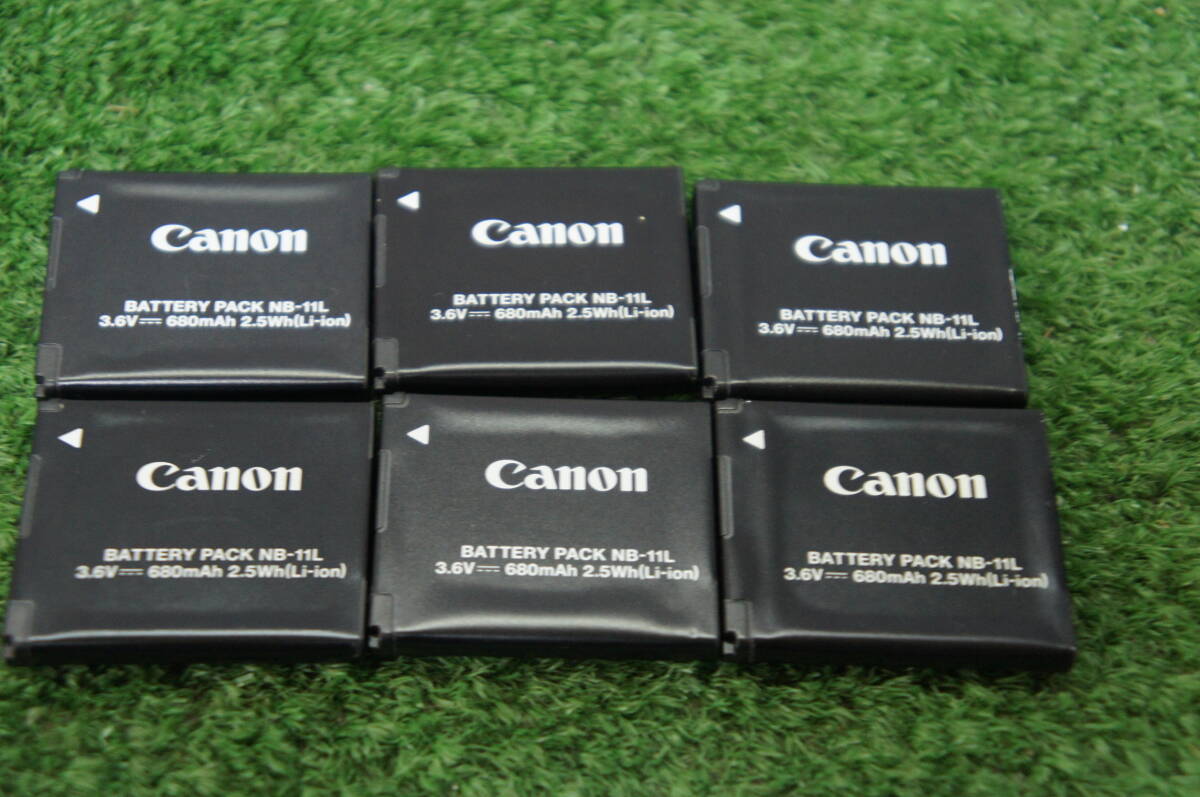 Canon
BATTERY PACK NB-11L
3.6V⎓ 680mAh 2.5Wh(Li-ion)
Canon
BATTERY PACK NB-11L
3.6V⎓ 680mAh 2.5Wh(Li-ion)
Canon
BATTERY PACK NB-11L
3.6V⎓ 680mAh 2.5Wh(Li-ion)
Canon
BATTERY PACK NB-11L
3.6V⎓ 680mAh 2.5Wh(Li-ion)
Canon
BATTERY PACK NB-11L
3.6V⎓ 680mAh 2.5Wh(Li-ion)
Canon
BATTERY PACK NB-11L
3.6V⎓ 680mAh 2.5Wh(Li-ion)